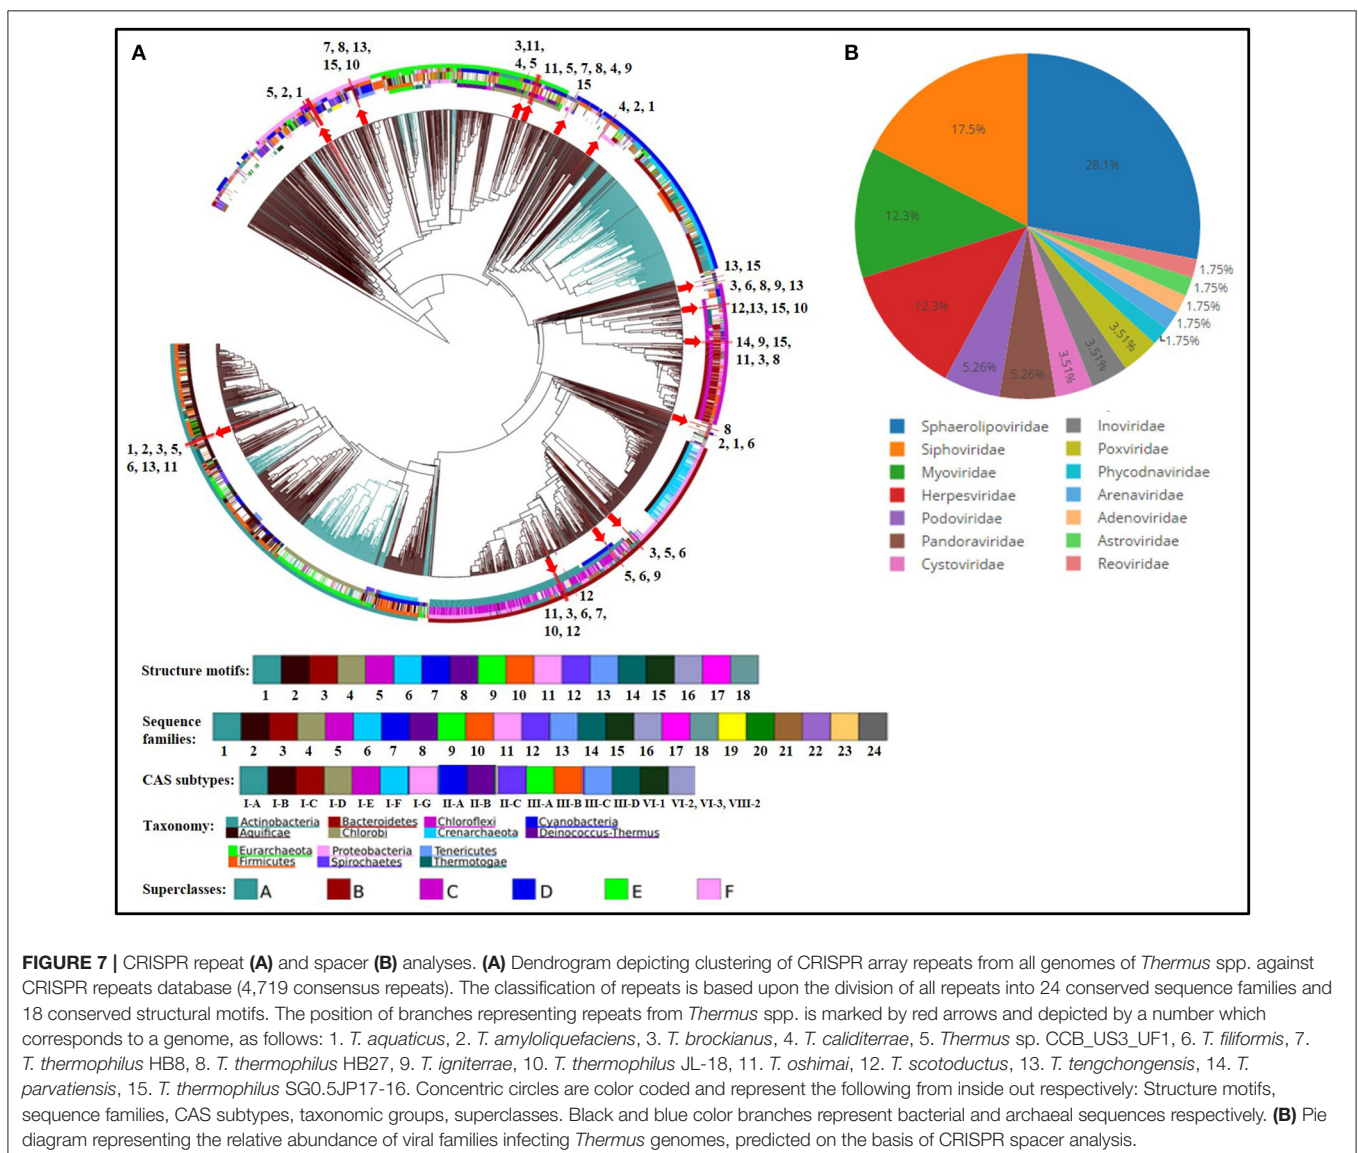 A
B
7, 8, 13,
15, 10
5, 2, 1
3,11,
4, 5
11, 5, 7, 8, 4, 9
15
4, 2, 1
13, 15
3, 6, 8, 9, 13
12,13, 15, 10
14, 9, 15,
11, 3, 8
8
2, 1, 6
3, 5, 6
5, 6, 9
12
11, 3, 6, 7,
10, 12
1, 2, 3, 5,
6, 13, 11
28.1%
17.5%
12.3%
12.3%
5.26%
5.26%
3.51%
3.51%
3.51%
1.75%
1.75%
1.75%
1.75%
1.75%
Sphaerolipoviridae
Siphoviridae
Myoviridae
Herpesviridae
Podoviridae
Pandoraviridae
Cystoviridae
Inoviridae
Poxviridae
Phycodnaviridae
Arenaviridae
Adenoviridae
Astroviridae
Reoviridae
Structure motifs:
1 2 3 4 5 6 7 8 9 10 11 12 13 14 15 16 17 18
Sequence
families:
1 2 3 4 5 6 7 8 9 10 11 12 13 14 15 16 17 18 19 20 21 22 23 24
CAS subtypes:
I-A I-B I-C I-D I-E I-F I-G II-A II-B II-C III-A III-B III-C III-D VI-1 VI-2, VI-3, VIII-2
Taxonomy:
Actinobacteria Bacteroidetes Chloroflexi Cyanobacteria
Aquificae Chlorobi Crenarchaeota Deinococcus-Thermus
Eurarchaeota Proteobacteria Tenericutes
Firmicutes Spirochaetes Thermotogae
Superclasses: A B C D E F
FIGURE 7 | CRISPR repeat (A) and spacer (B) analyses. (A) Dendrogram depicting clustering of CRISPR array repeats from all genomes of Thermus spp. against
CRISPR repeats database (4,719 consensus repeats). The classification of repeats is based upon the division of all repeats into 24 conserved sequence families and
18 conserved structural motifs. The position of branches representing repeats from Thermus spp. is marked by red arrows and depicted by a number which
corresponds to a genome, as follows: 1. T. aquaticus, 2. T. amyloliquefaciens, 3. T. brockianus, 4. T. caliditerrae, 5. Thermus sp. CCB_US3_UF1, 6. T. filiformis, 7.
T. thermophilus HB8, 8. T. thermophilus HB27, 9. T. igniterrae, 10. T. thermophilus JL-18, 11. T. oshimai, 12. T. scotoductus, 13. T. tengchongensis, 14. T.
parvatiensis, 15. T. thermophilus SG0.5JP17-16. Concentric circles are color coded and represent the following from inside out respectively: Structure motifs,
sequence families, CAS subtypes, taxonomic groups, superclasses. Black and blue color branches represent bacterial and archaeal sequences respectively. (B) Pie
diagram representing the relative abundance of viral families infecting Thermus genomes, predicted on the basis of CRISPR spacer analysis.